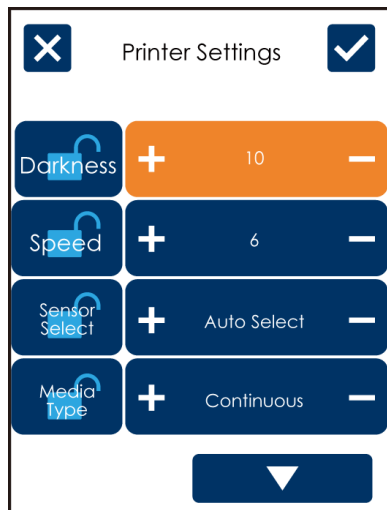 Printer Settings
Darkness
10
Speed
6
Sensor
Select
Auto Select
Media
Type
Continuous